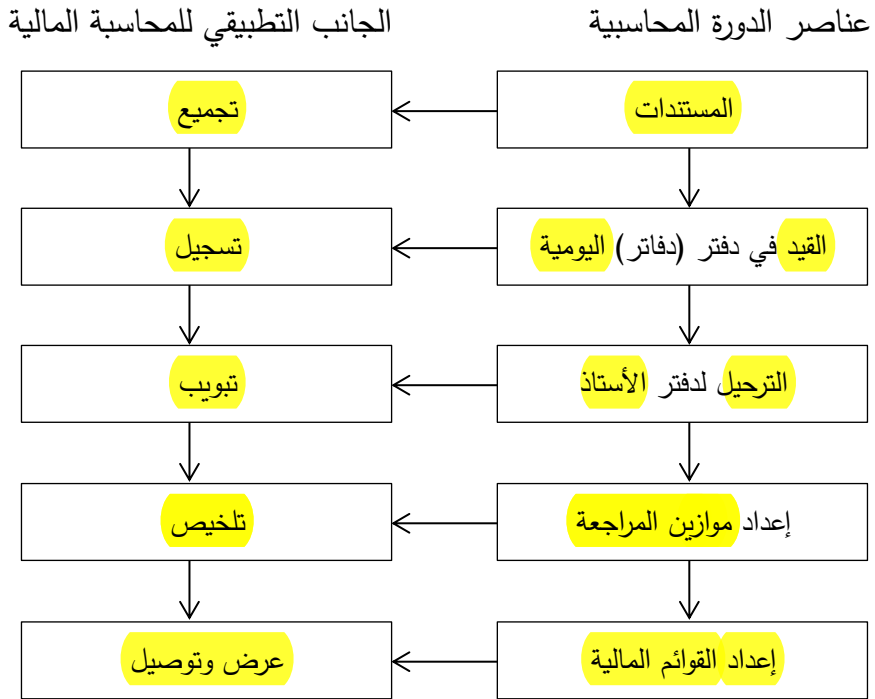 عناصر الدورة المحاسبية
الجانب التطبيقي للمحاسبة المالية
المستندات
تجميع
القيد في دفتر (دفاتر) اليومية
تسجيل
الترحيل لدفتر الأستاذ
تبويب
إعداد موازين المراجعة
تلخيص
إعداد القوائم المالية
عرض وتوصيل